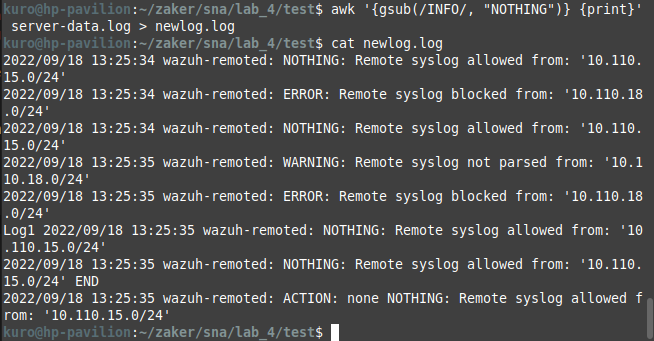 kuro@hp-pavilion:~/zaker/sna/lab_4/test$ awk '{gsub(/INFO/, "NOTHING")} {print}'
 server-data.log > newlog.log
kuro@hp-pavilion:~/zaker/sna/lab_4/test$ cat newlog.log
2022/09/18 13:25:34 wazuh-remoted: NOTHING: Remote syslog allowed from: '10.110.
15.0/24'
2022/09/18 13:25:34 wazuh-remoted: ERROR: Remote syslog blocked from: '10.110.18
.0/24'
2022/09/18 13:25:34 wazuh-remoted: NOTHING: Remote syslog allowed from: '10.110.
15.0/24'
2022/09/18 13:25:35 wazuh-remoted: WARNING: Remote syslog not parsed from: '10.1
10.18.0/24'
2022/09/18 13:25:35 wazuh-remoted: ERROR: Remote syslog blocked from: '10.110.18
.0/24'
Log1 2022/09/18 13:25:35 wazuh-remoted: NOTHING: Remote syslog allowed from: '10
.110.15.0/24'
2022/09/18 13:25:35 wazuh-remoted: NOTHING: Remote syslog allowed from: '10.110.
15.0/24' END
2022/09/18 13:25:35 wazuh-remoted: ACTION: none NOTHING: Remote syslog allowed f
rom: '10.110.15.0/24'
kuro@hp-pavilion:~/zaker/sna/lab_4/test$